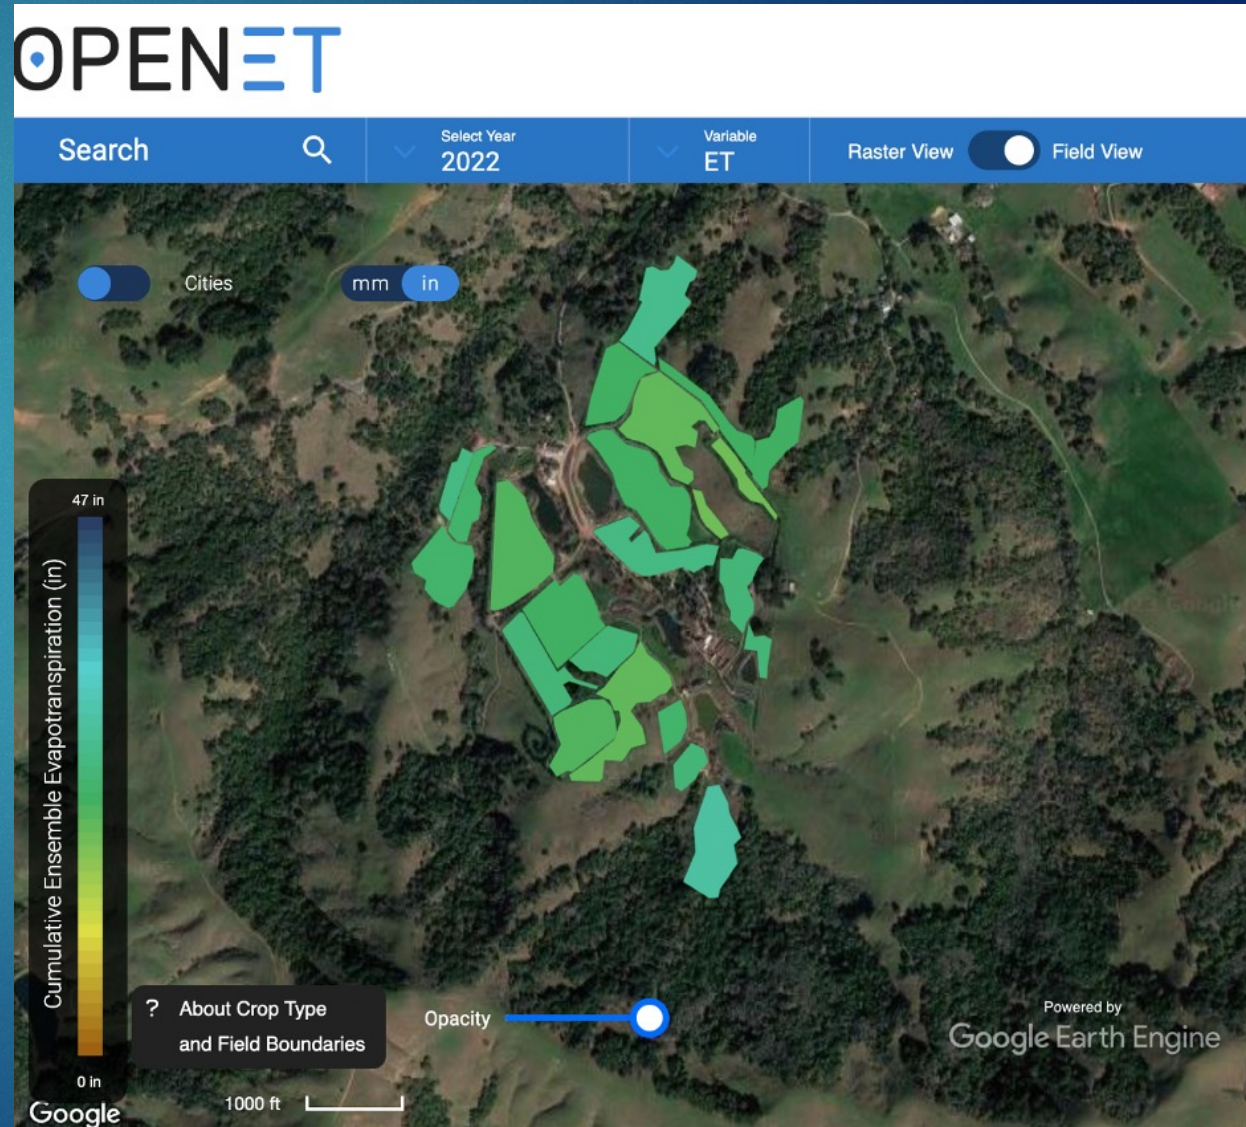 OPENET
Search
Select Year
2022
Variable
ET
Raster View
Field View
Cities
mm
in
47 in
Cumulative Ensemble Evapotranspiration (in)
0 in
? About Crop Type
and Field Boundaries
Opacity
1000 ft
Google
Powered by
Google Earth Engine